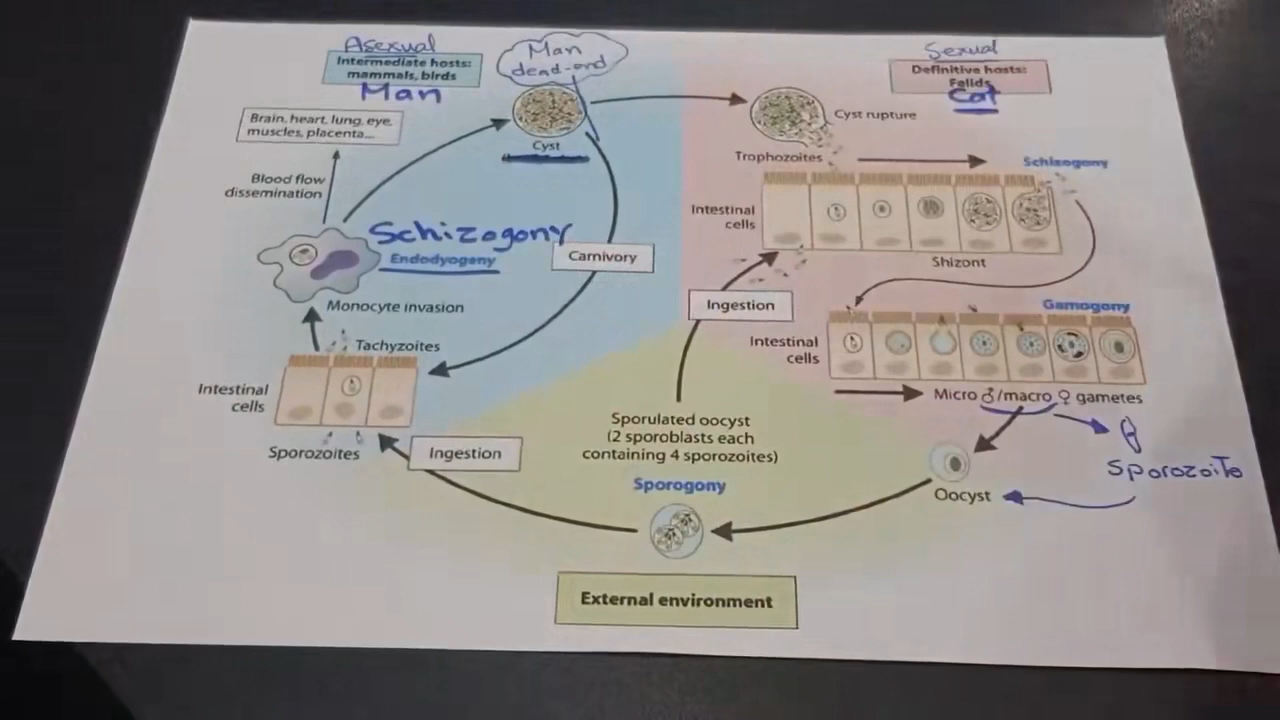 Asexual
Intermediate hosts:
mammals, birds
Man
Man
dead-end
Sexual
Definitive hosts:
Felids
Cat
Brain, heart, lung, eye,
muscles, placenta...
Blood flow
dissemination
Cyst
Cyst rupture
Trophozoites
Schizogony
Intestinal
cells
Shizont
Schizogony
Endodyogeny
Carnivory
Monocyte invasion
Tachyzoites
Intestinal
cells
Sporozoites
Ingestion
Ingestion
Gamogony
Intestinal
cells
Micro ♂/macro ♀ gametes
Sporozoite
Oocyst
Sporulated oocyst
(2 sporoblasts each
containing 4 sporozoites)
Sporogony
External environment